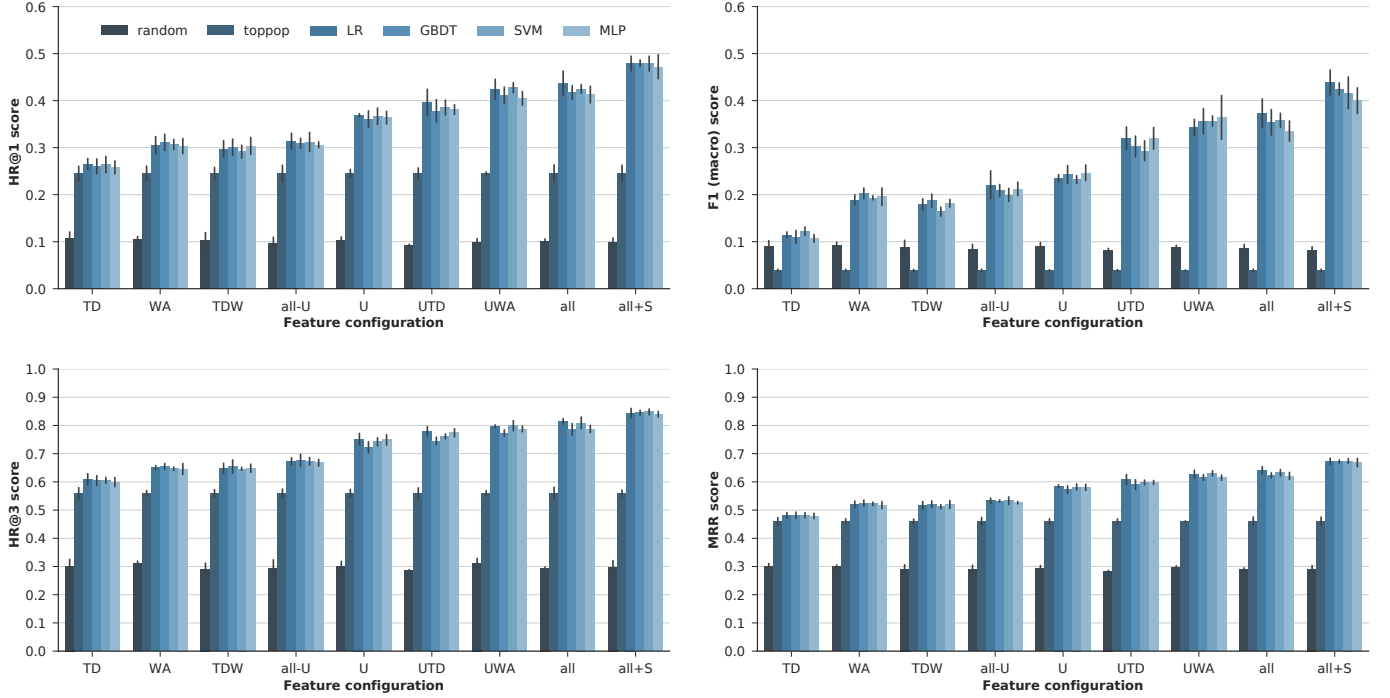 0.6
0.5
0.4
0.3
0.2
0.1
0.0
HR@1 score
random toppop LR GBDT SVM MLP
TD WA TDW all-U U UTD UWA all all+S
Feature configuration
0.6
0.5
0.4
0.3
0.2
0.1
0.0
F1 (macro) score
TD WA TDW all-U U UTD UWA all all+S
Feature configuration
1.0
0.9
0.8
0.7
0.6
0.5
0.4
0.3
0.2
0.1
0.0
HR@3 score
TD WA TDW all-U U UTD UWA all all+S
Feature configuration
1.0
0.9
0.8
0.7
0.6
0.5
0.4
0.3
0.2
0.1
0.0
MRR score
TD WA TDW all-U U UTD UWA all all+S
Feature configuration